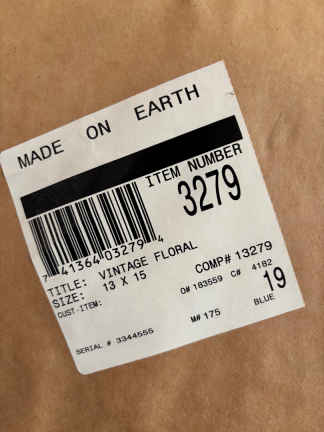 MADE ON EARTH
ITEM NUMBER
3279
7 41364 03279 4
TITLE: VINTAGE FLORAL
SIZE: 13 X 15
CUST-ITEM:
COMP# 13279
O# 183559 C# 4182
19
BLUE
M# 175
SERIAL # 3344555